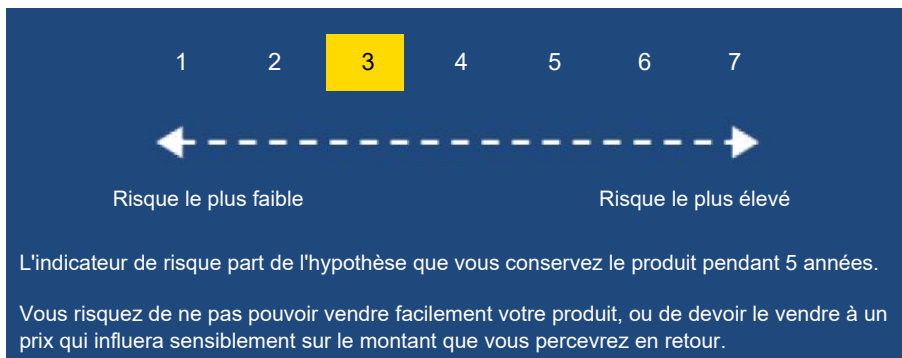 1 2 3 4 5 6 7
Risque le plus faible Risque le plus élevé
L'indicateur de risque part de l'hypothèse que vous conservez le produit pendant 5 années.
Vous risquez de ne pas pouvoir vendre facilement votre produit, ou de devoir le vendre à un
prix qui influera sensiblement sur le montant que vous percevrez en retour.